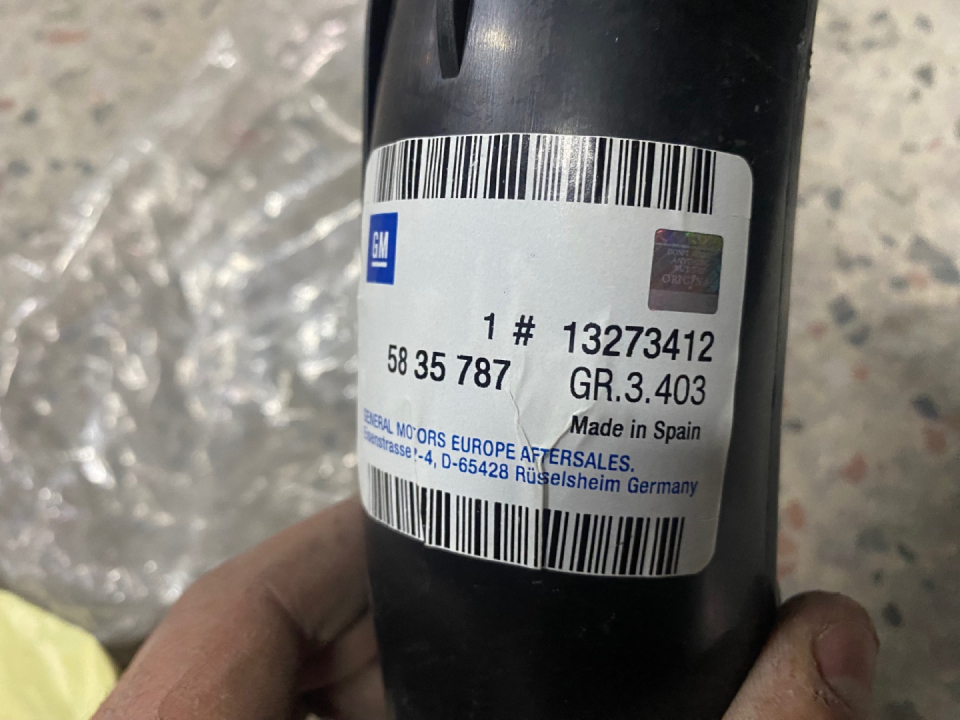 GM
1 # 13273412
58 35 787 GR.3.403
Made in Spain
GENERAL MOTORS EUROPE AFTERSALES.
D-65428 Rüsselsheim Germany